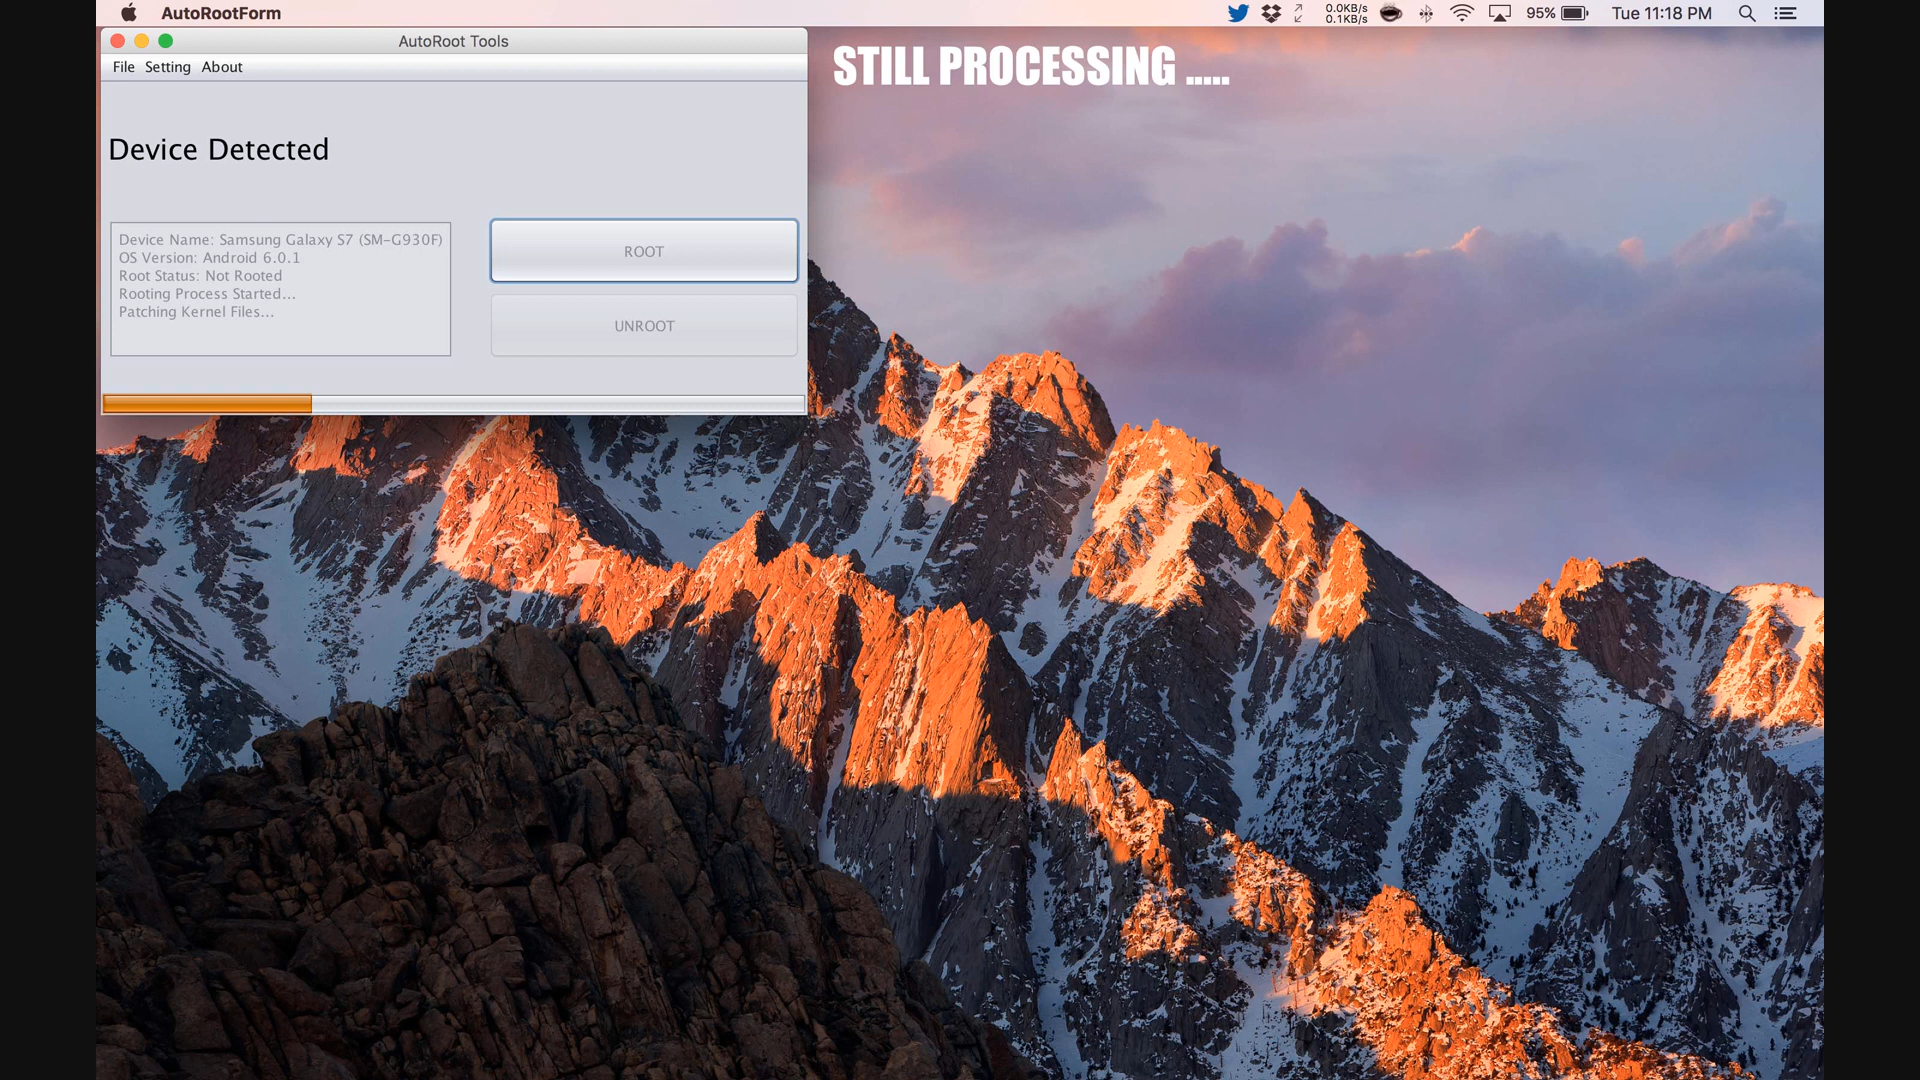 AutoRootForm
0.0KB/s
0.1KB/s
95%
Tue 11:18 PM
AutoRoot Tools
File Setting About
STILL PROCESSING .....
Device Detected
Device Name: Samsung Galaxy S7 (SM-G930F)
OS Version: Android 6.0.1
Root Status: Not Rooted
Rooting Process Started...
Patching Kernel Files...
ROOT
UNROOT